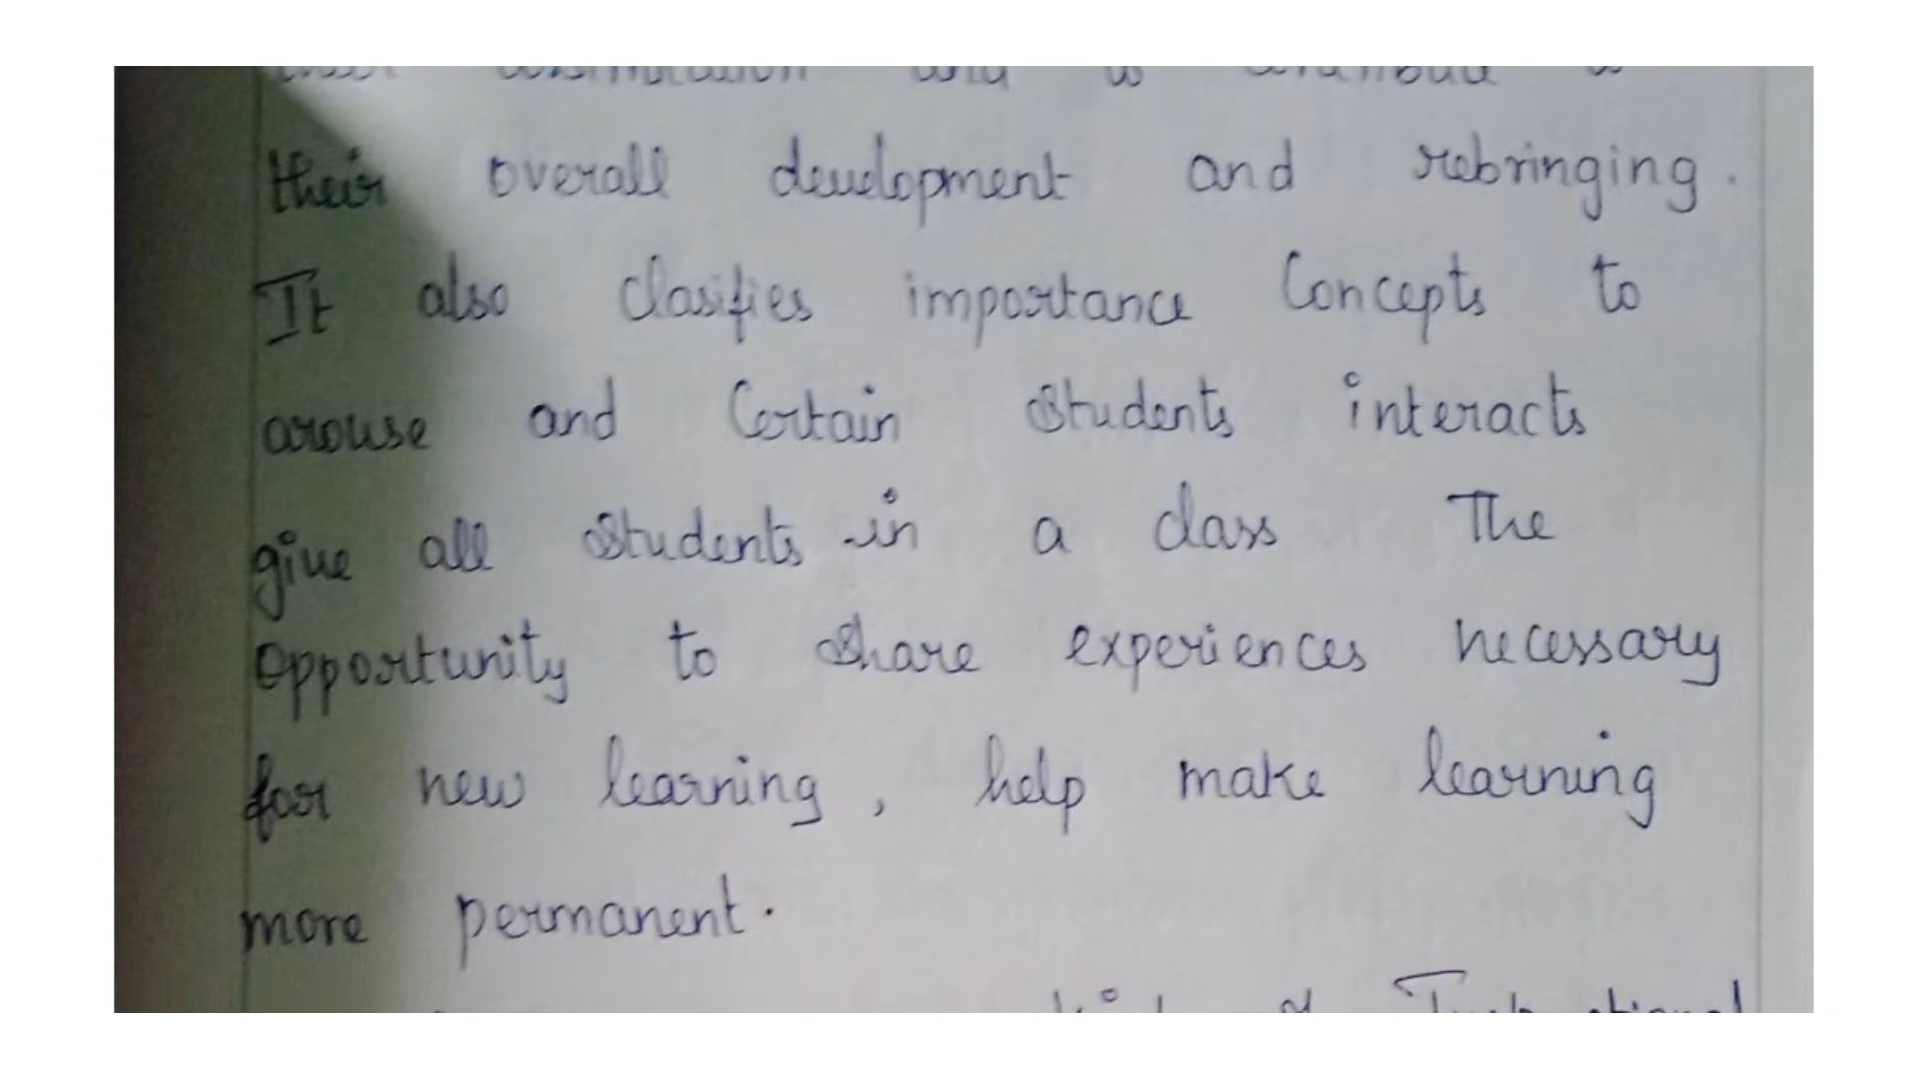 their overall development and rebringing.
It also clasifies importance Concepts to
arouse and Certain Students interacts
give all Students in a class The
opportunity to Share experiences necessary
for new learning, help make learning
more permanent.